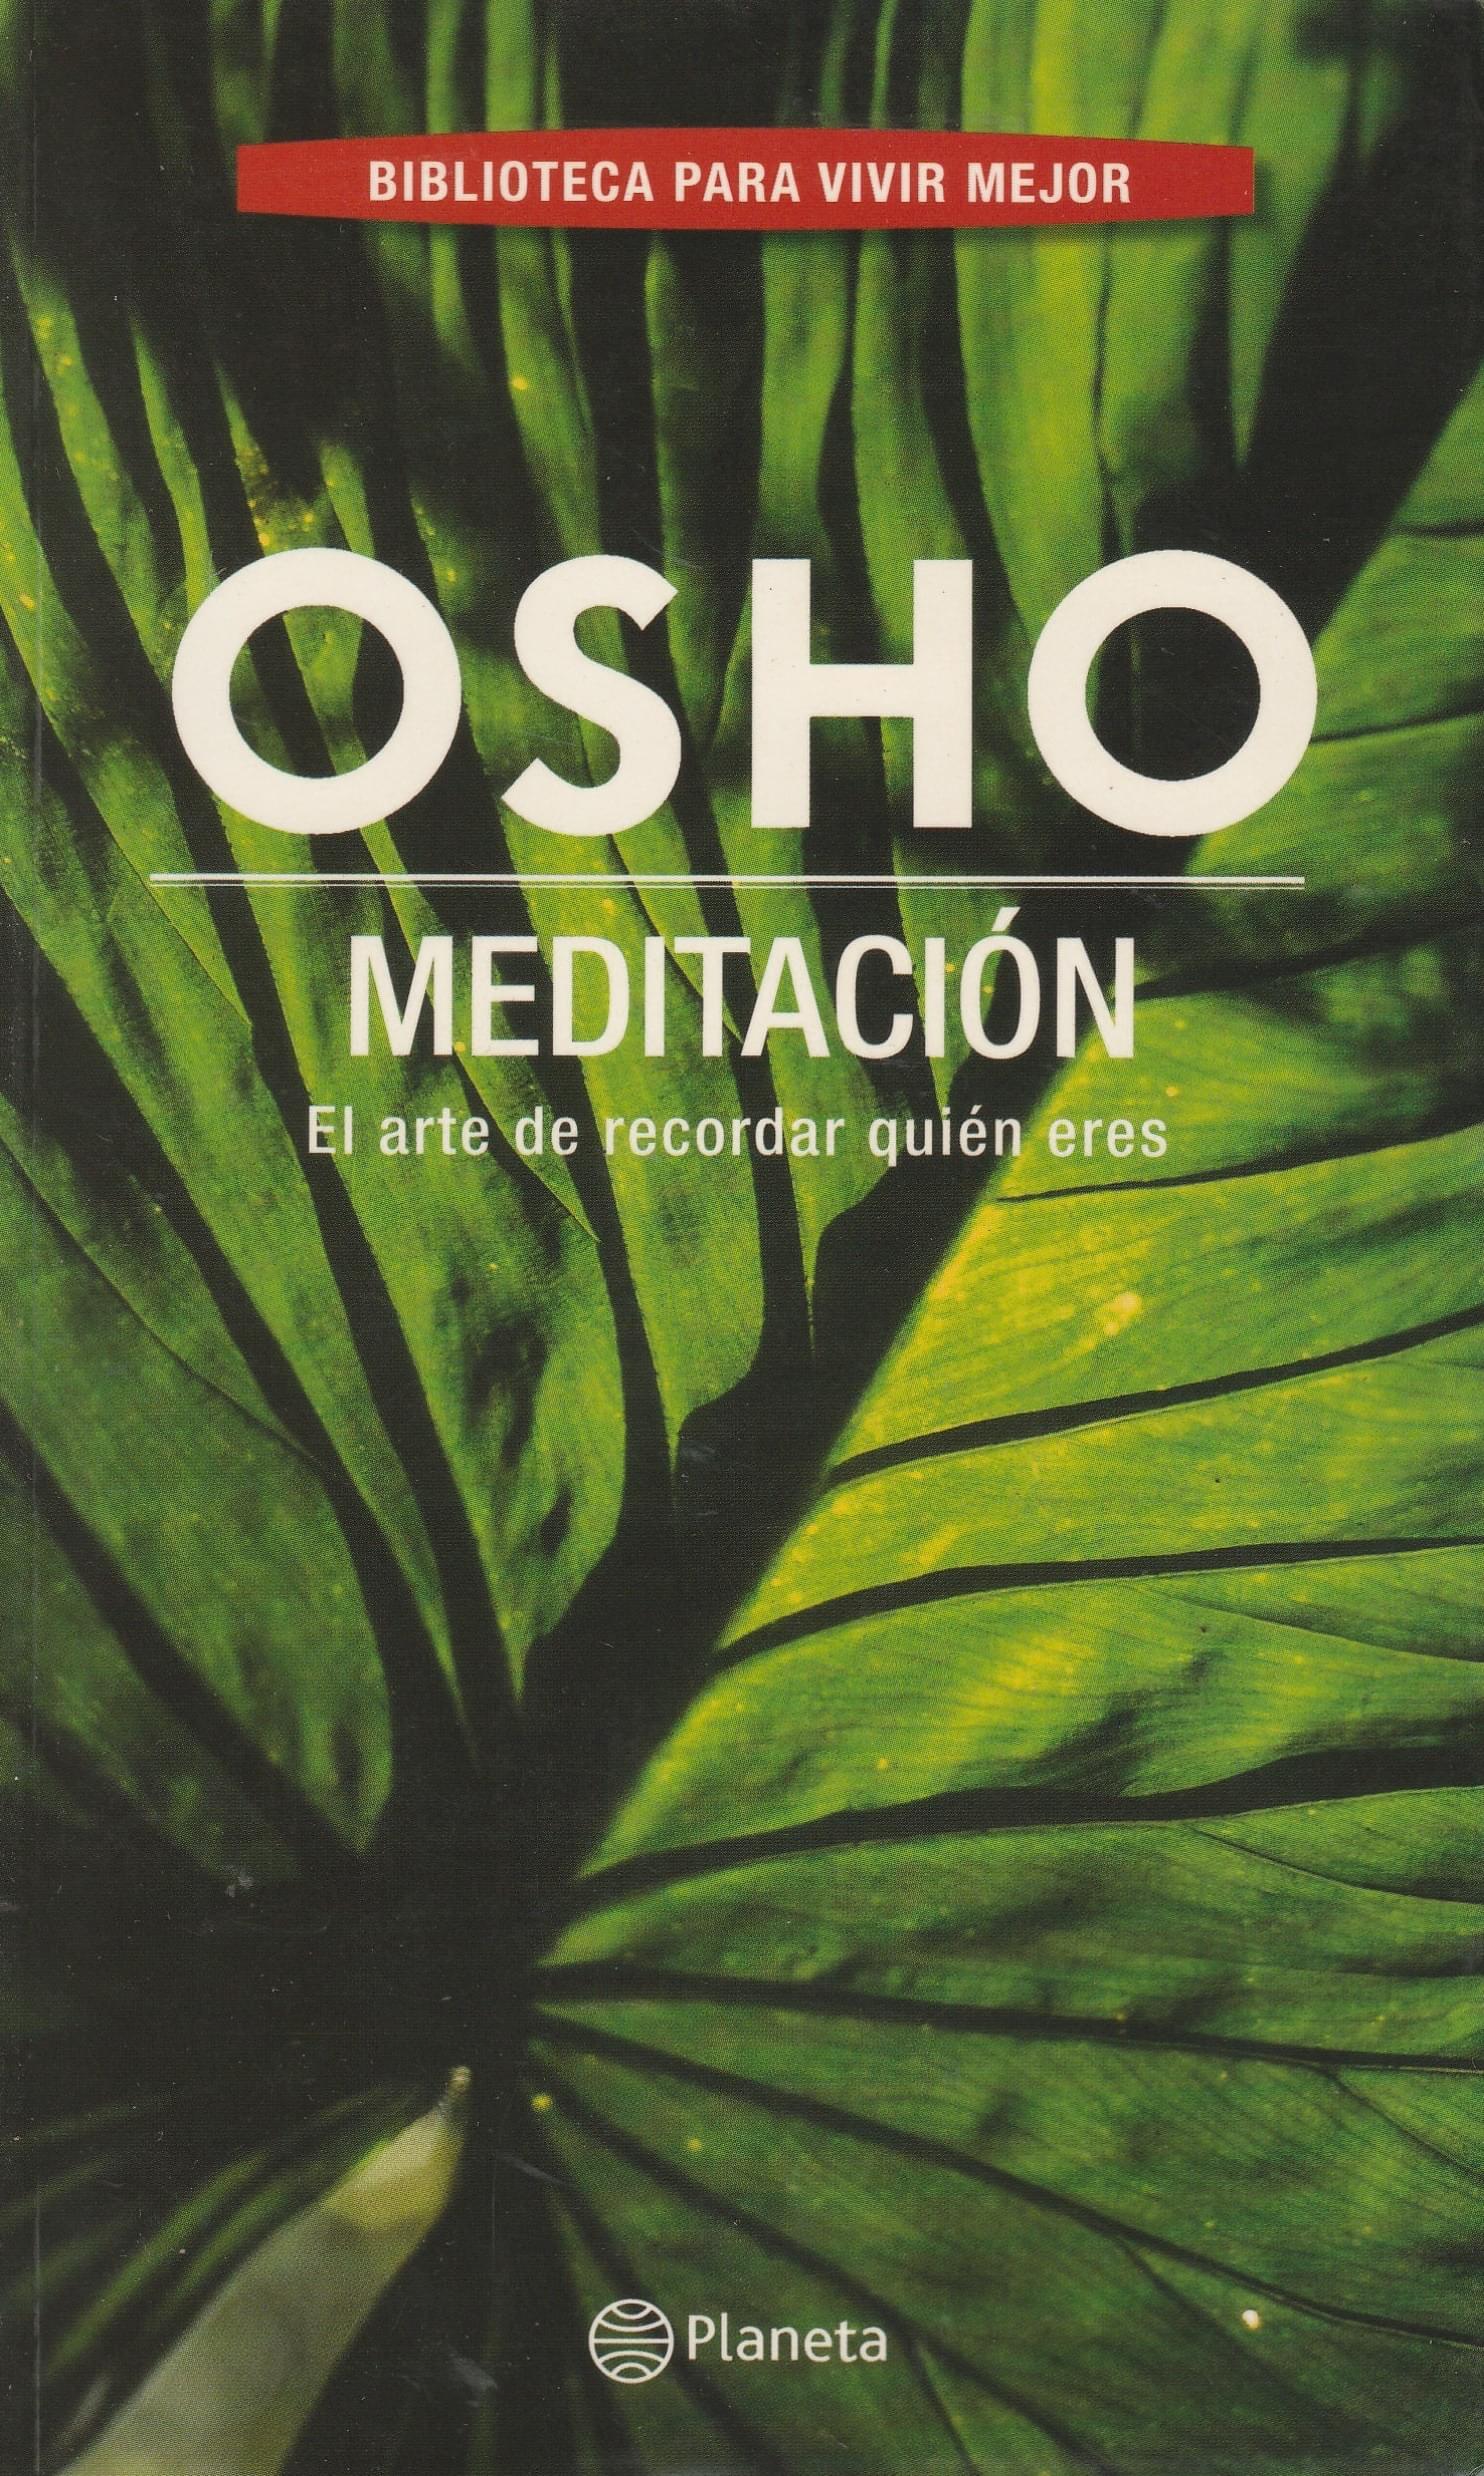 BIBLIOTECA PARA VIVIR MEJOR
OSHO
MEDITACIÓN
El arte de recordar quién eres
Planeta